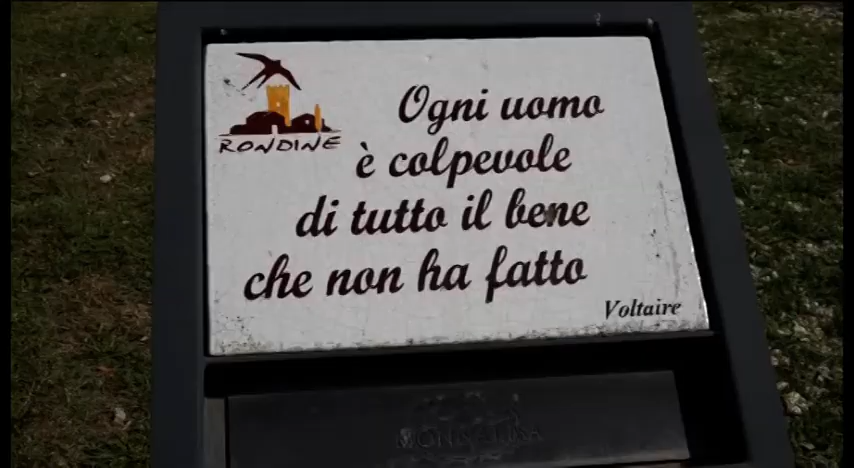 RONDINE
Ogni uomo
è colpevole
di tutto il bene
che non ha fatto
Voltaire